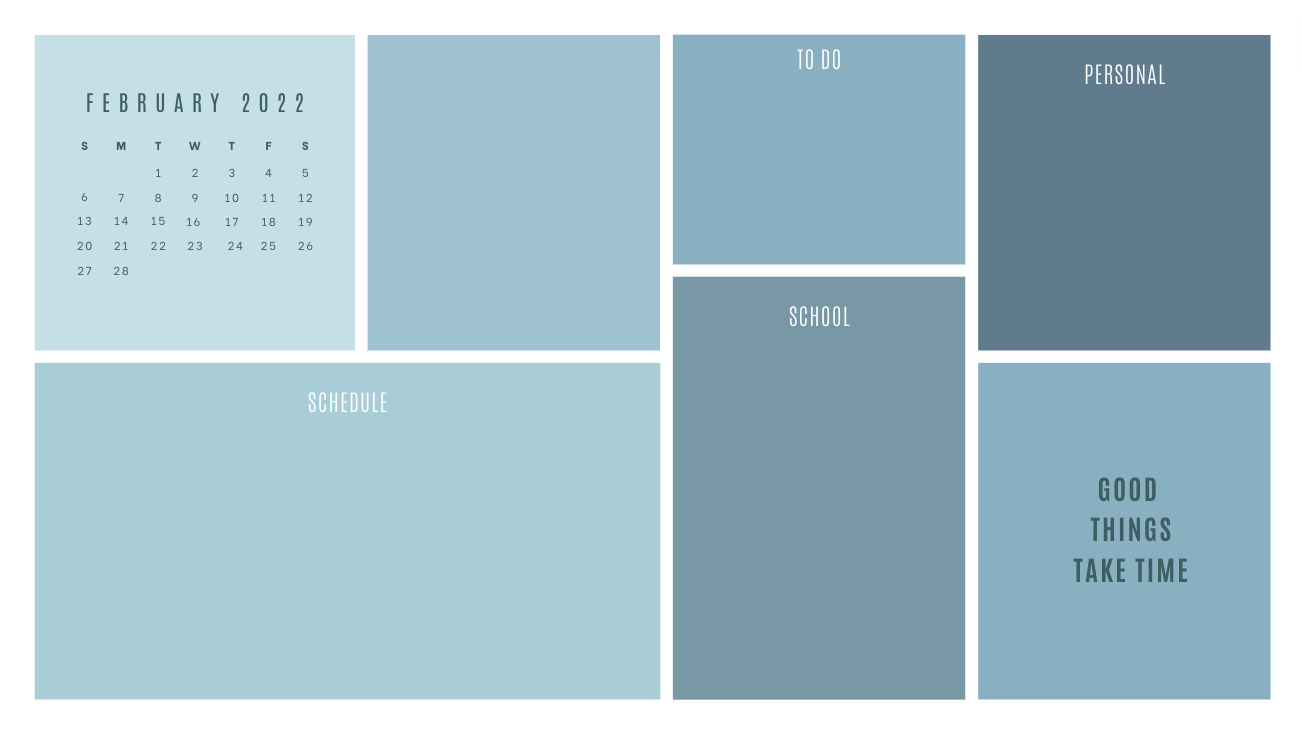 FEBRUARY 2022
S M T W T F S
1 2 3 4 5
6 7 8 9 10 11 12
13 14 15 16 17 18 19
20 21 22 23 24 25 26
27 28
TO DO
PERSONAL
SCHOOL
SCHEDULE
GOOD
THINGS
TAKE TIME